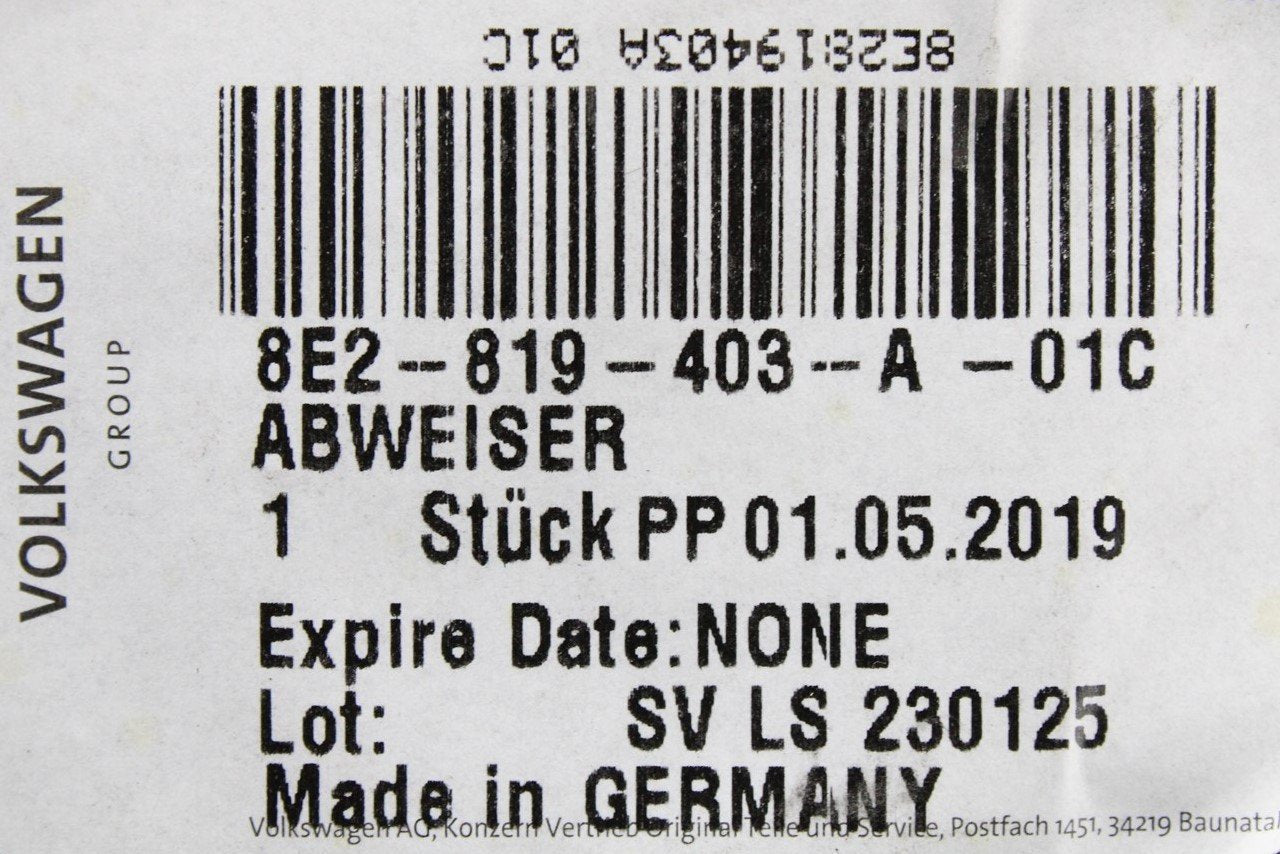 8E2819403A 01C
VOLKSWAGEN
GROUP
8E2-819-403-A -01C
ABWEISER
1 Stück PP 01.05.2019
Expire Date:NONE
Lot: SV LS 230125
Made in GERMANY
Volkswagen AG, Konzern Vertrieb Original Teile und Service, Postfach 1451, 34219 Baunatal